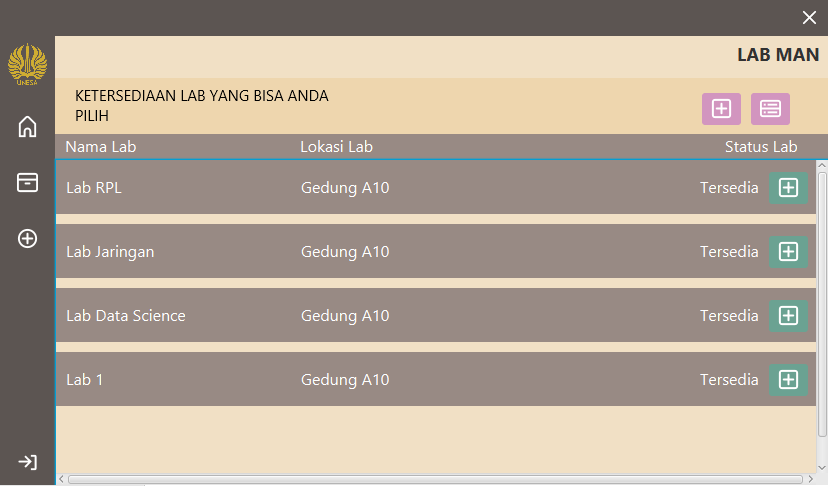 LAB MAN
UNESA
KETERSEDIAAN LAB YANG BISA ANDA
PILIH
Nama Lab Lokasi Lab Status Lab
Lab RPL Gedung A10 Tersedia
Lab Jaringan Gedung A10 Tersedia
Lab Data Science Gedung A10 Tersedia
Lab 1 Gedung A10 Tersedia